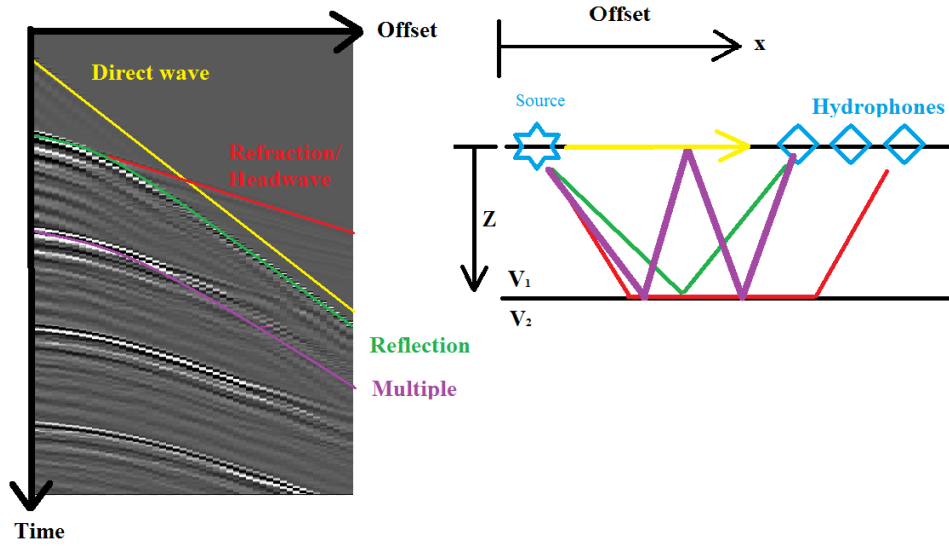 Offset
Direct wave
Refraction/
Headwave
Reflection
Multiple
Time
Offset
x
Source
Hydrophones
Z
V1
V2